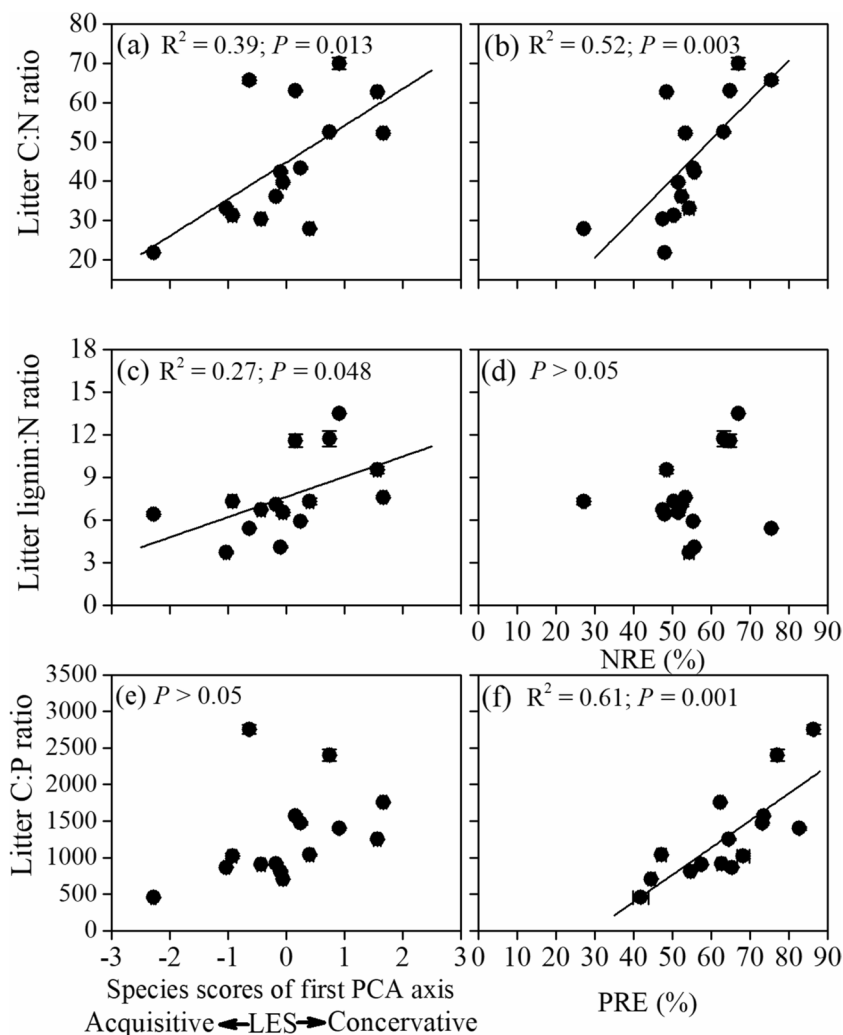 (a) R² = 0.39; P = 0.013
(b) R² = 0.52; P = 0.003
Litter C:N ratio
80
70
60
50
40
30
20
(c) R² = 0.27; P = 0.048
(d) P > 0.05
Litter lignin:N ratio
18
15
12
9
6
3
0
0 10 20 30 40 50 60 70 80 90
NRE (%)
(e) P > 0.05
(f) R² = 0.61; P = 0.001
Litter C:P ratio
3500
3000
2500
2000
1500
1000
500
0
-3 -2 -1 0 1 2 3
0 10 20 30 40 50 60 70 80 90
Species scores of first PCA axis
PRE (%)
Acquisitive LES Concervative